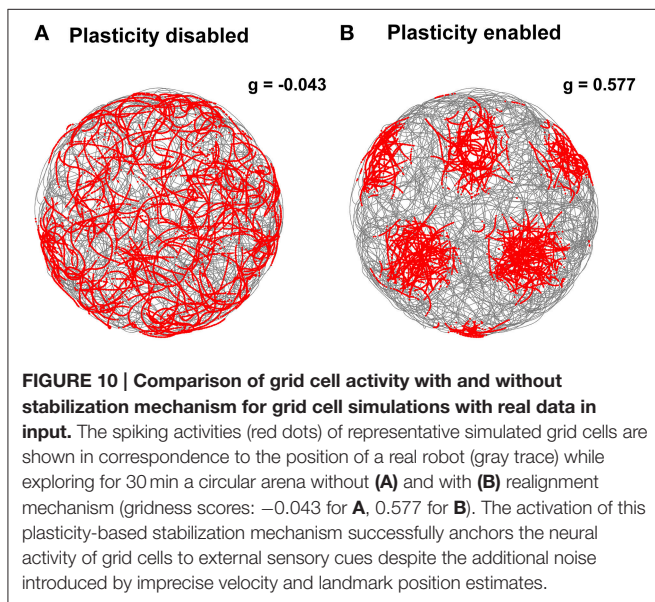 A Plasticity disabled
B Plasticity enabled
g = -0.043
g = 0.577
FIGURE 10 | Comparison of grid cell activity with and without
stabilization mechanism for grid cell simulations with real data in
input. The spiking activities (red dots) of representative simulated grid cells are
shown in correspondence to the position of a real robot (gray trace) while
exploring for 30 min a circular arena without (A) and with (B) realignment
mechanism (gridness scores: −0.043 for A, 0.577 for B). The activation of this
plasticity-based stabilization mechanism successfully anchors the neural
activity of grid cells to external sensory cues despite the additional noise
introduced by imprecise velocity and landmark position estimates.